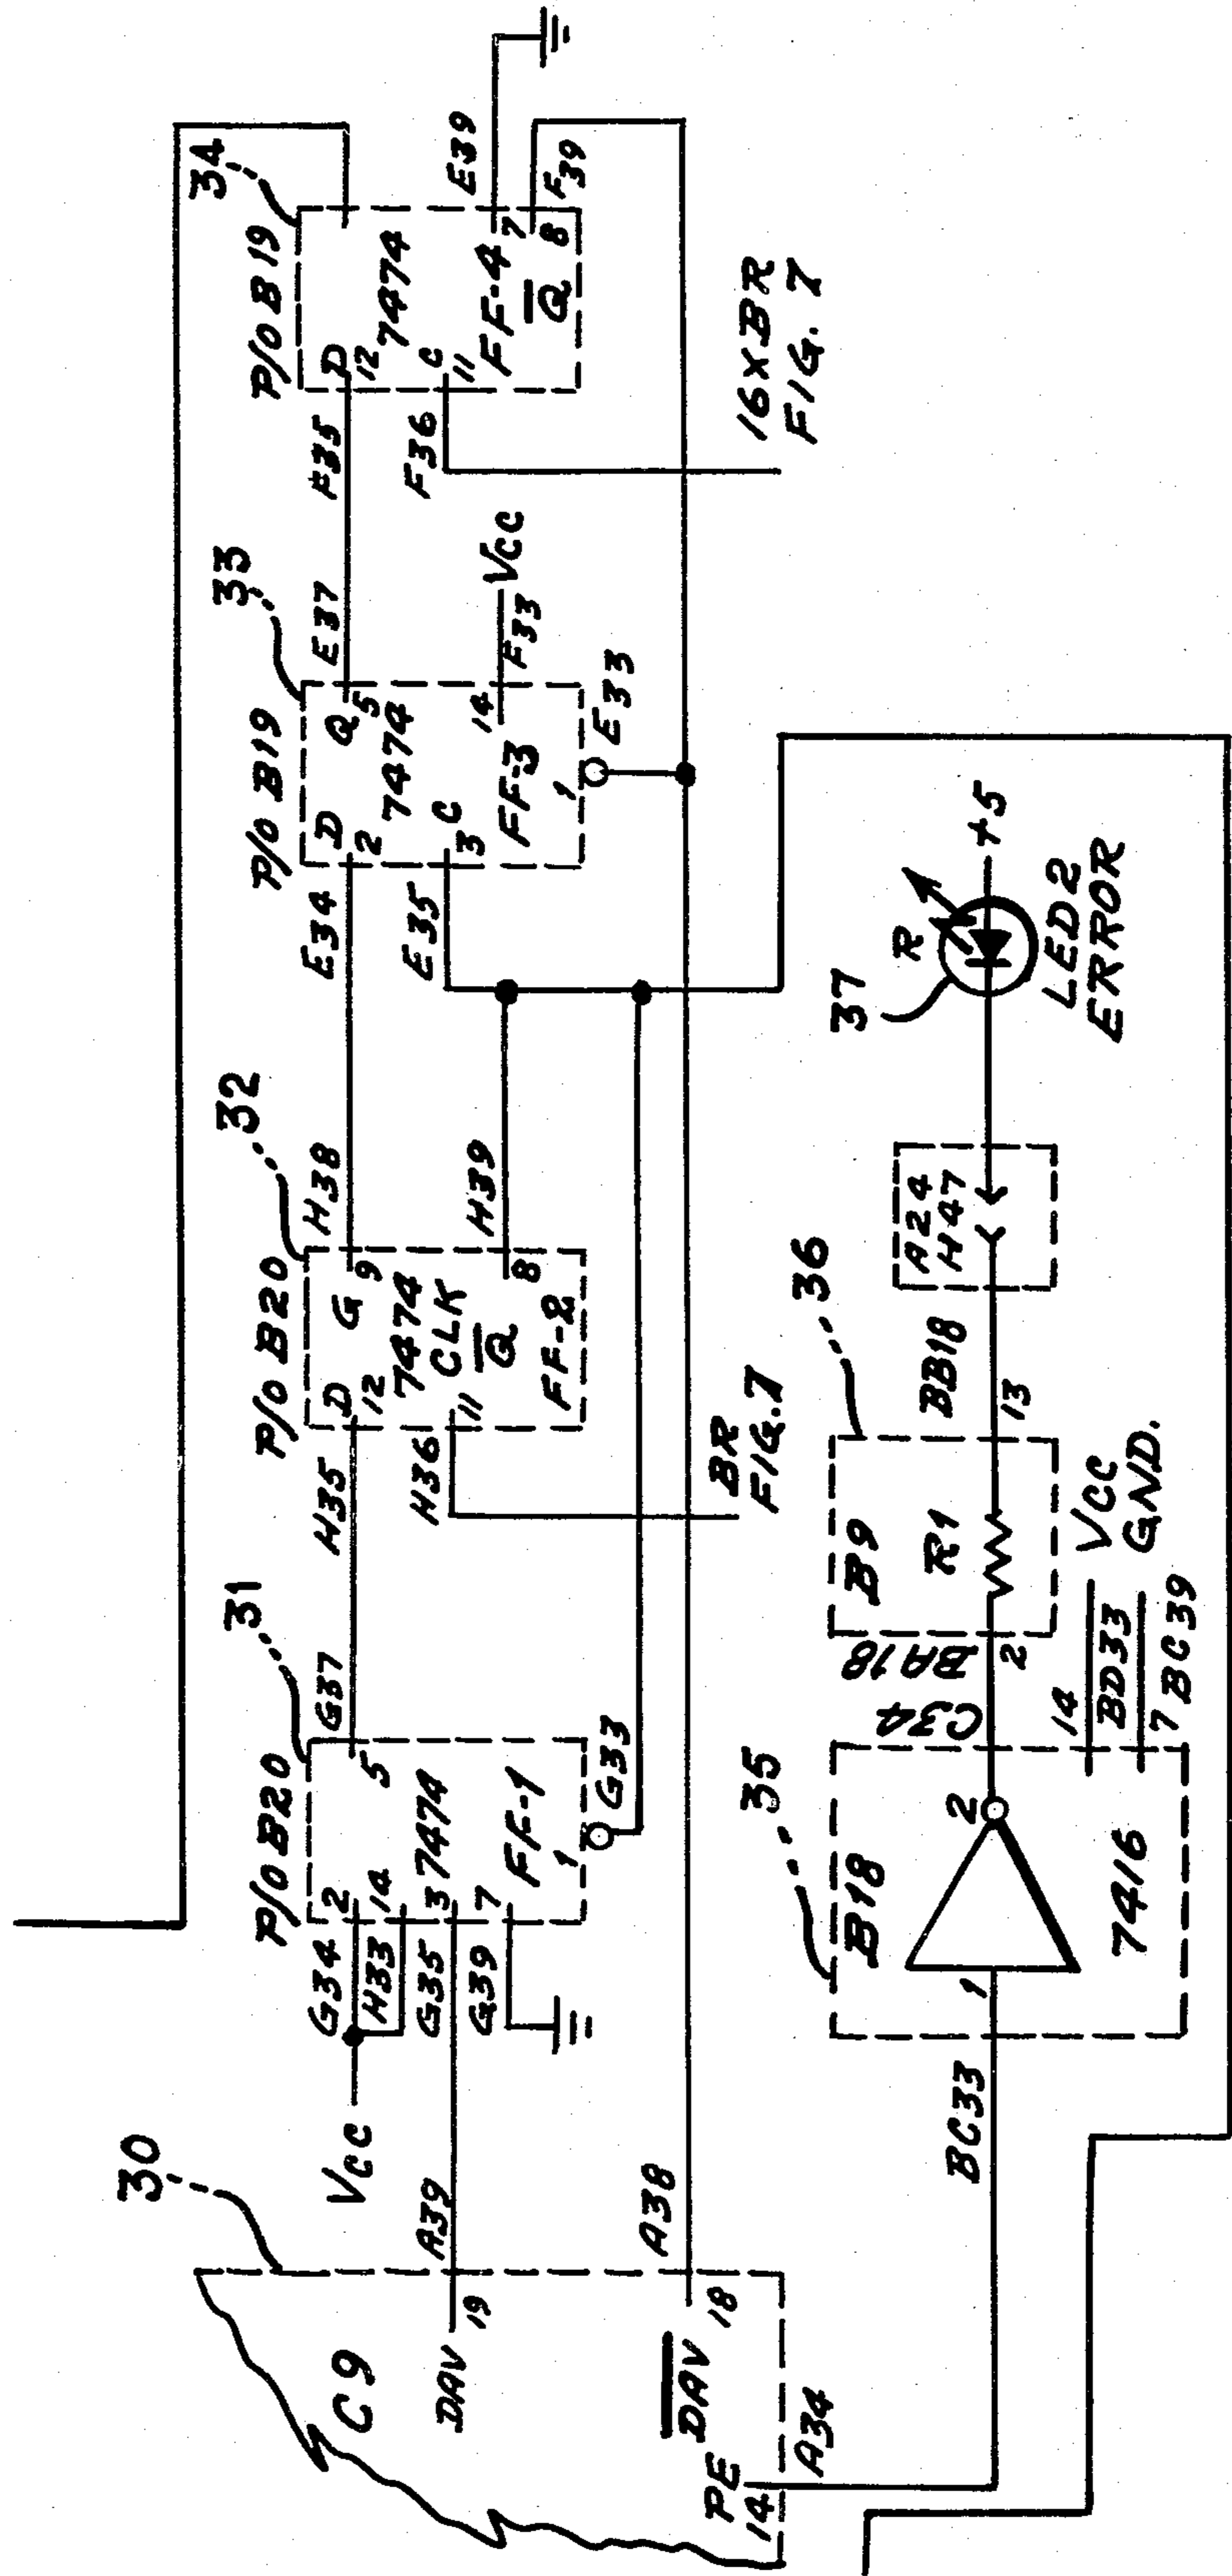 30
C9
DAV
19
A39
DAV
18
A38
PE
14
A34
VCC
G34
H33
G35
G39
P/O B20
31
2
14
3
7
5
7474
FF-1
1
G33
G37
H35
H36
BR
FIG. 7
P/O B20
32
D
12
G
9
7474
CLK
11
Q
8
FF-2
H38
H39
E34
E35
P/O B19
33
D
2
Q
5
7474
3
C
14
FF-3
1
E33
E37
F33
VCC
F35
F36
16XBR
FIG. 7
P/O B19
34
D
12
7474
C
11
FF-4
Q
7
8
E39
F39
BC33
35
B18
1
2
7416
C34
BA18
14
BD33
VCC
7
BC39
GND.
36
B9
R1
2
13
BB18
A24
H47
37
R
+5
LED2
ERROR